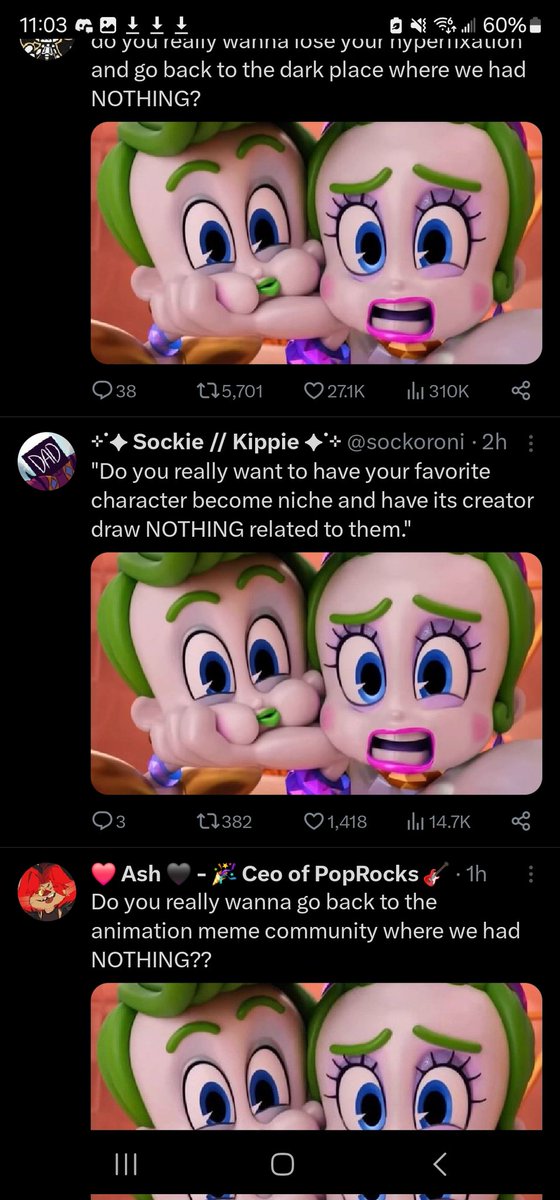 11:03 60%
do you really wanna lose your hyperfixation
and go back to the dark place where we had
NOTHING?
38 5,701 27.1K 310K
Sockie // Kippie @sockoroni · 2h
"Do you really want to have your favorite
character become niche and have its creator
draw NOTHING related to them."
DAD
3 382 1,418 14.7K
Ash - Ceo of PopRocks · 1h
Do you really wanna go back to the
animation meme community where we had
NOTHING??